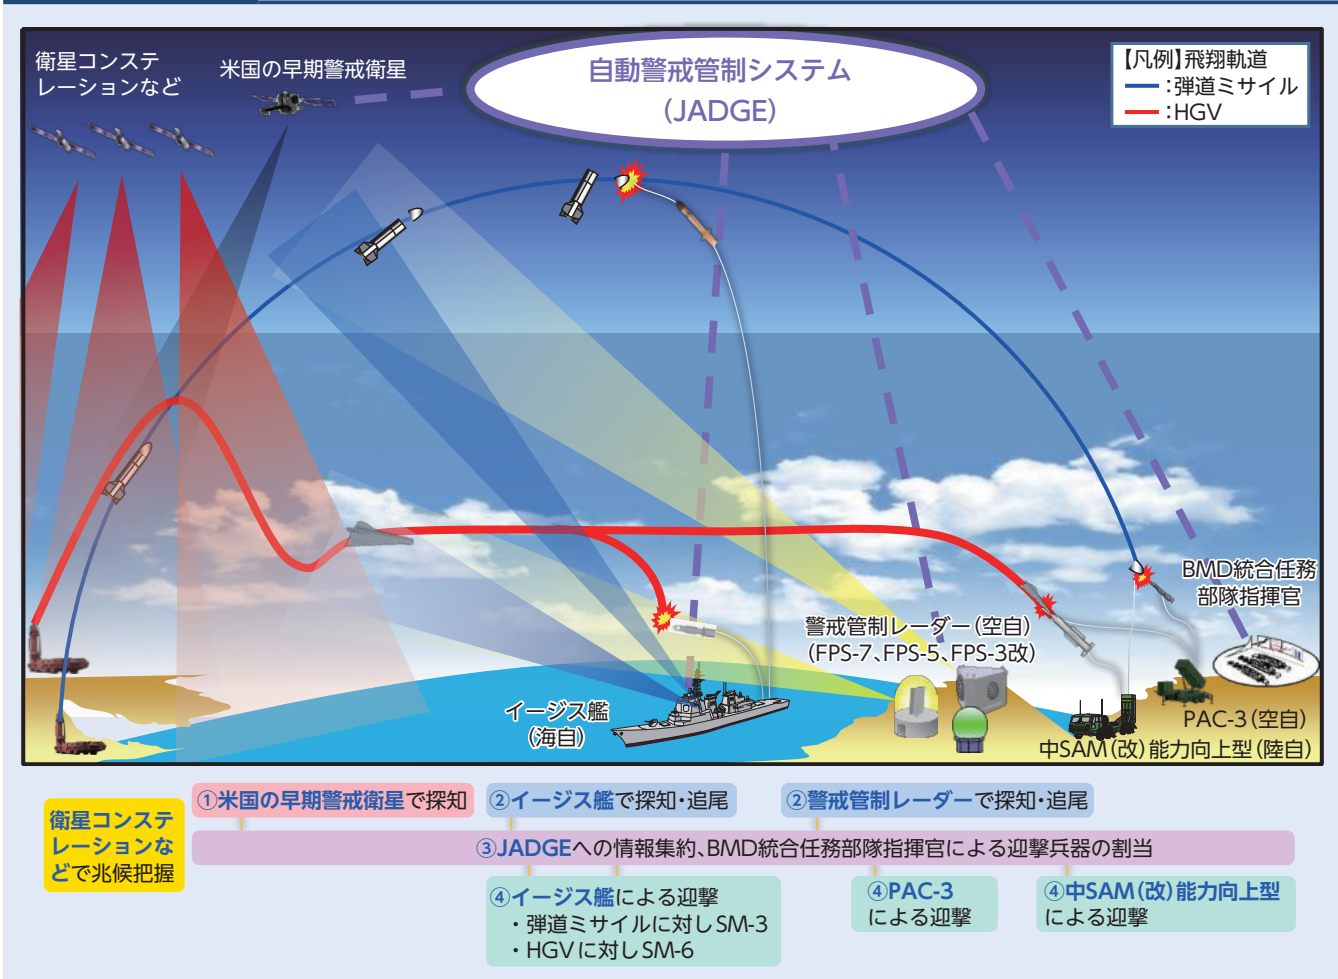 衛星コンステ
レーションなど
米国の早期警戒衛星
自動警戒管制システム
(JADGE)
【凡例】飛翔軌道
:弾道ミサイル
:HGV
BMD統合任務
部隊指揮官
警戒管制レーダー(空自)
(FPS-7、FPS-5、FPS-3改)
イージス艦
(海自)
PAC-3(空自)
中SAM(改)能力向上型(陸自)
衛星コンステ
レーションな
どで兆候把握
①米国の早期警戒衛星で探知
②イージス艦で探知・追尾
②警戒管制レーダーで探知・追尾
③JADGEへの情報集約、BMD統合任務部隊指揮官による迎撃兵器の割当
④イージス艦による迎撃
・弾道ミサイルに対しSM-3
・HGVに対しSM-6
④PAC-3
による迎撃
④中SAM(改)能力向上型
による迎撃